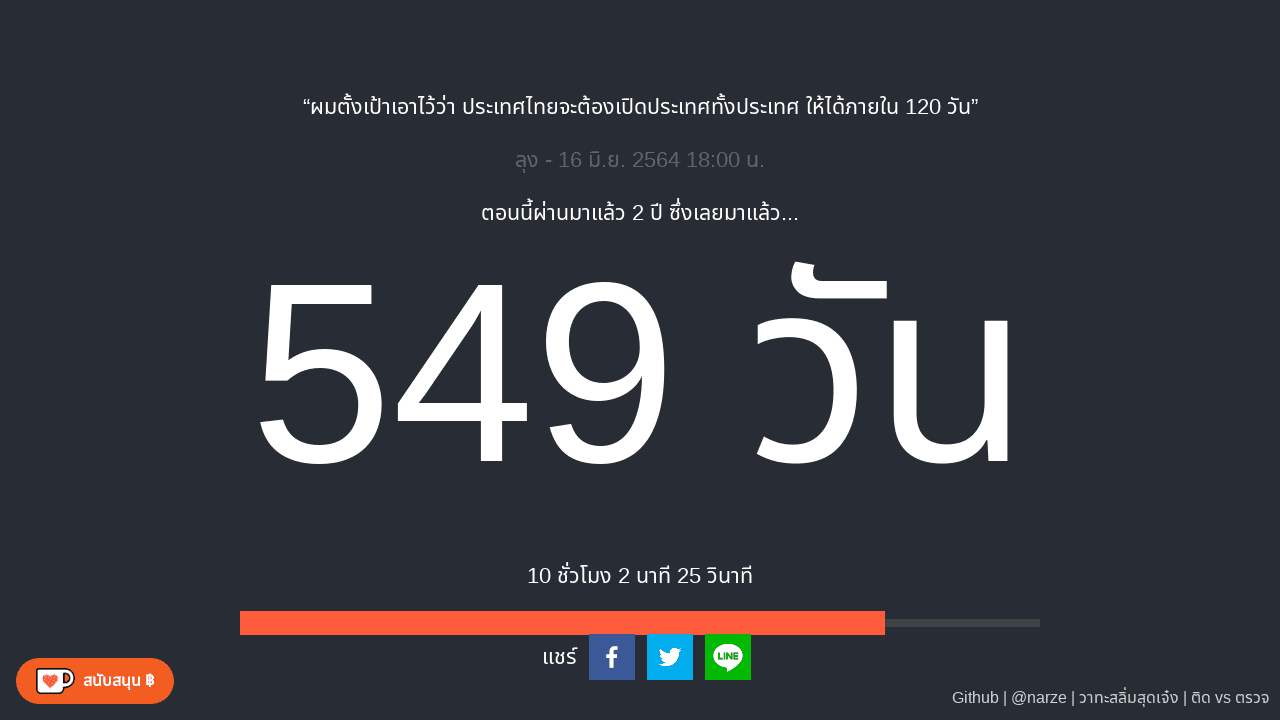 “ผมตั้งเป้าเอาไว้ว่า ประเทศไทยจะต้องเปิดประเทศทั้งประเทศ ให้ได้ภายใน 120 วัน”
ลุง - 16 มิ.ย. 2564 18:00 น.
ตอนนี้ผ่านมาแล้ว 2 ปี ซึ่งเลยมาแล้ว...
549 วัน
10 ชั่วโมง 2 นาที 25 วินาที
แชร์
LINE
สนับสนุน ฿
Github | @narze | วาทะสลิ่มสุดเจ๋ง | ติด vs ตรวจ